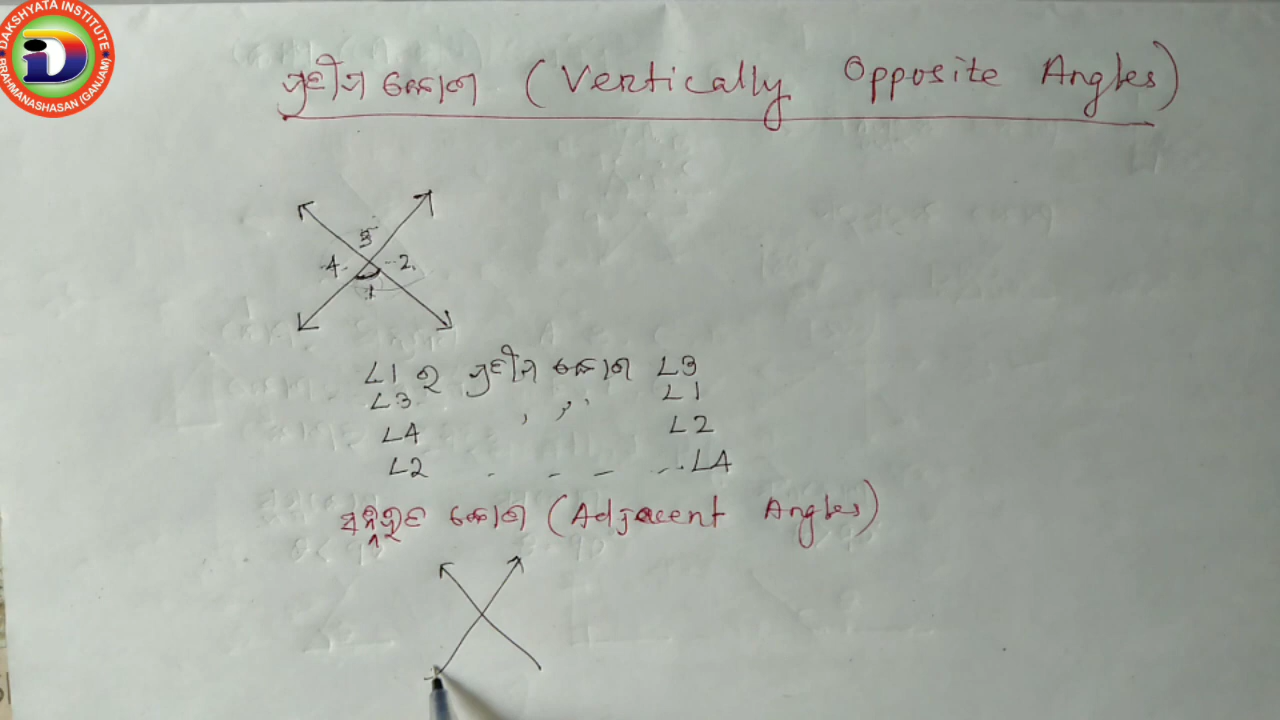 DAKSHYATA INSTITUTE
BRAHMANASHASAN (GANJAM)
iD
ପ୍ରତୀପ କୋଣ (Vertically Opposite Angles)
3
4 2
1
∠1 ର ପ୍ରତୀପ କୋଣ ∠3
∠3 , , , ∠1
∠4 ∠2
∠2 - - - - ∠4
ସନ୍ନିହିତ କୋଣ (Adjacent Angles)